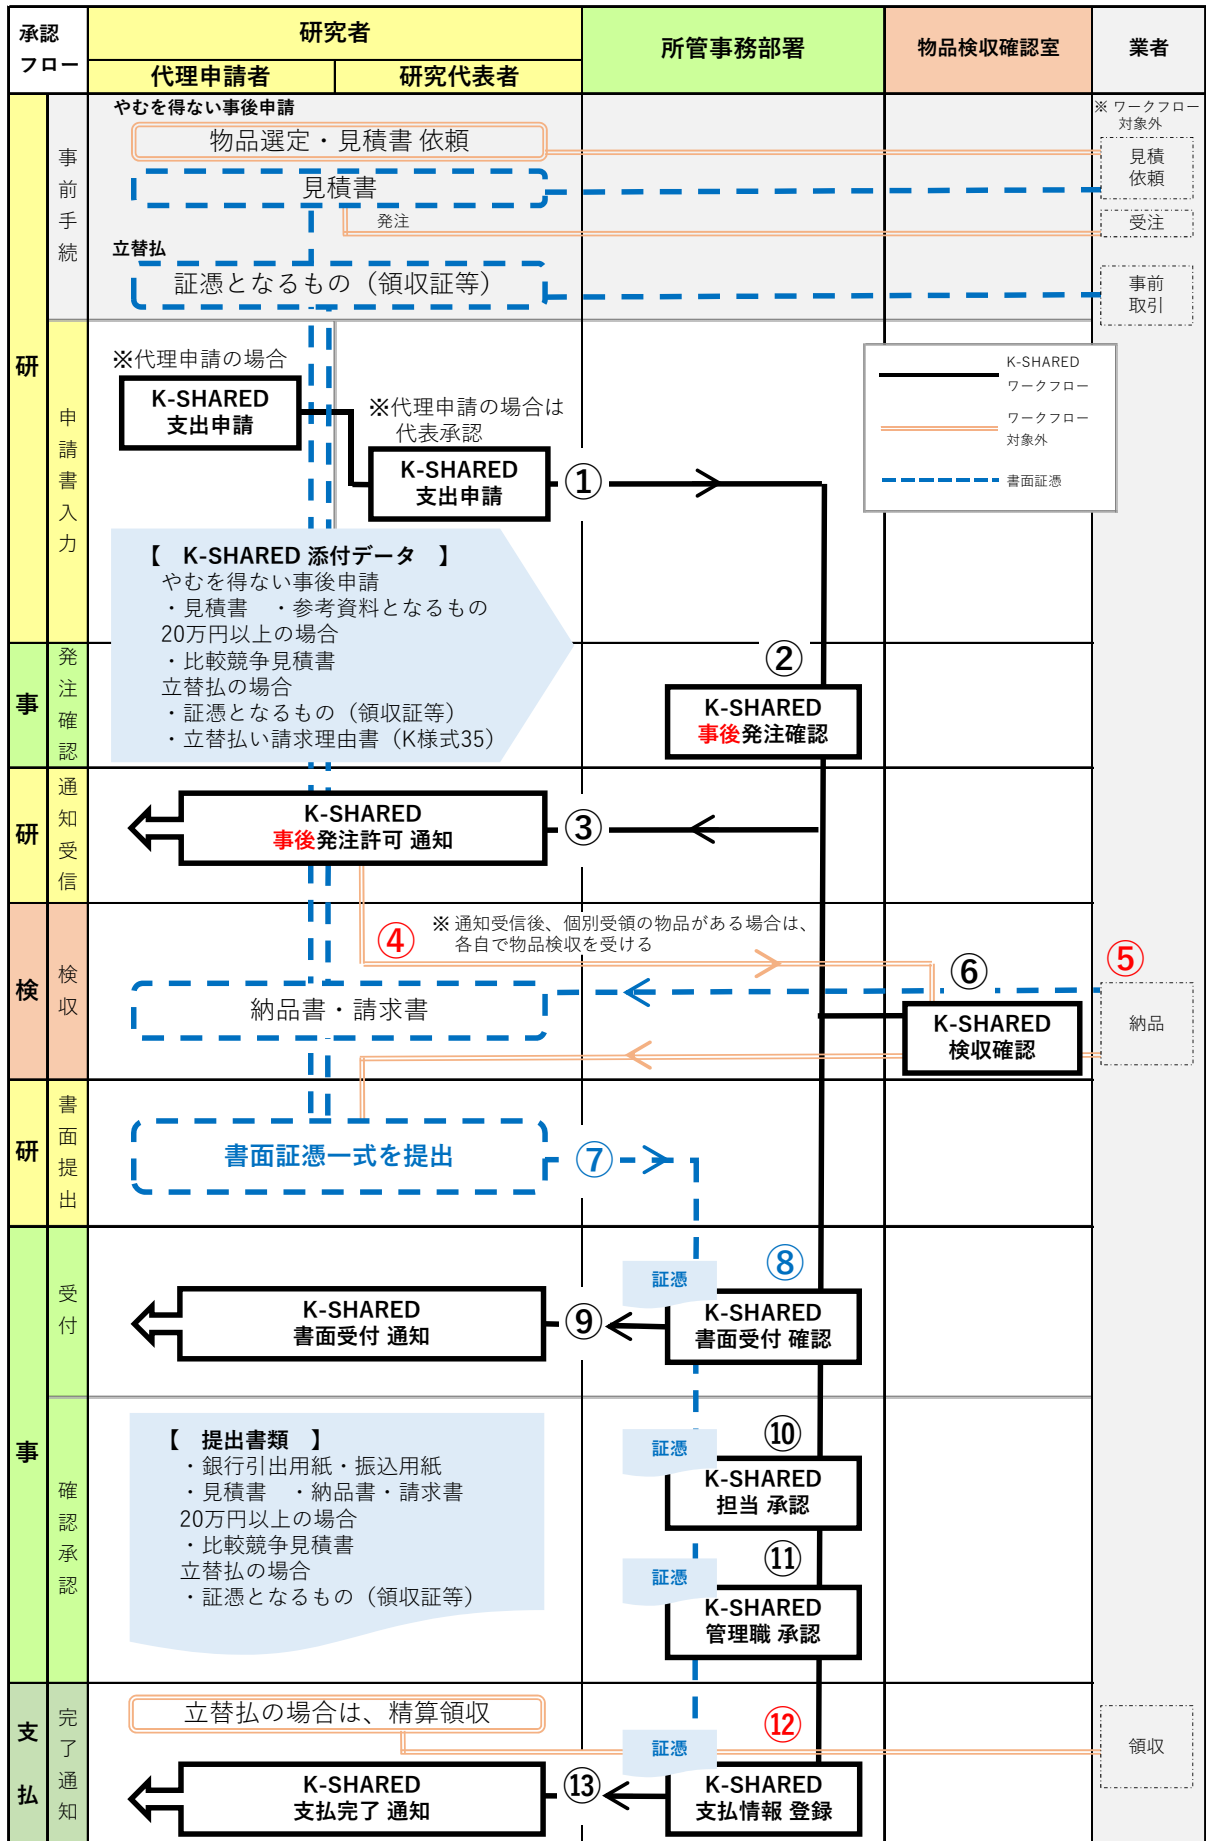 承認
フロー
研究者
代理申請者
研究代表者
所管事務部署
物品検収確認室
業者
研
事前手続
やむを得ない事後申請
物品選定・見積書 依頼
見積書
発注
立替払
証憑となるもの（領収証等）
※ ワークフロー
対象外
見積
依頼
受注
事前
取引
申請書入力
※代理申請の場合
K-SHARED
支出申請
※代理申請の場合は
代表承認
K-SHARED
支出申請
①
K-SHARED
ワークフロー
ワークフロー
対象外
書面証憑
【 K-SHARED 添付データ 】
やむを得ない事後申請
・見積書 ・参考資料となるもの
20万円以上の場合
・比較競争見積書
立替払の場合
・証憑となるもの（領収証等）
・立替払い請求理由書（K様式35）
事
発注確認
②
K-SHARED
事後発注確認
研
通知受信
K-SHARED
事後発注許可 通知
③
検
検収
④
※ 通知受信後、個別受領の物品がある場合は、
各自で物品検収を受ける
⑥
⑤
納品書・請求書
K-SHARED
検収確認
納品
研
書面提出
書面証憑一式を提出
⑦
事
受付
⑧
証憑
K-SHARED
書面受付 通知
⑨
K-SHARED
書面受付 確認
確認承認
【 提出書類 】
・銀行引出用紙・振込用紙
・見積書 ・納品書・請求書
20万円以上の場合
・比較競争見積書
立替払の場合
・証憑となるもの（領収証等）
⑩
証憑
K-SHARED
担当 承認
⑪
証憑
K-SHARED
管理職 承認
支払
完了通知
立替払の場合は、精算領収
⑫
証憑
領収
K-SHARED
支払完了 通知
⑬
K-SHARED
支払情報 登録